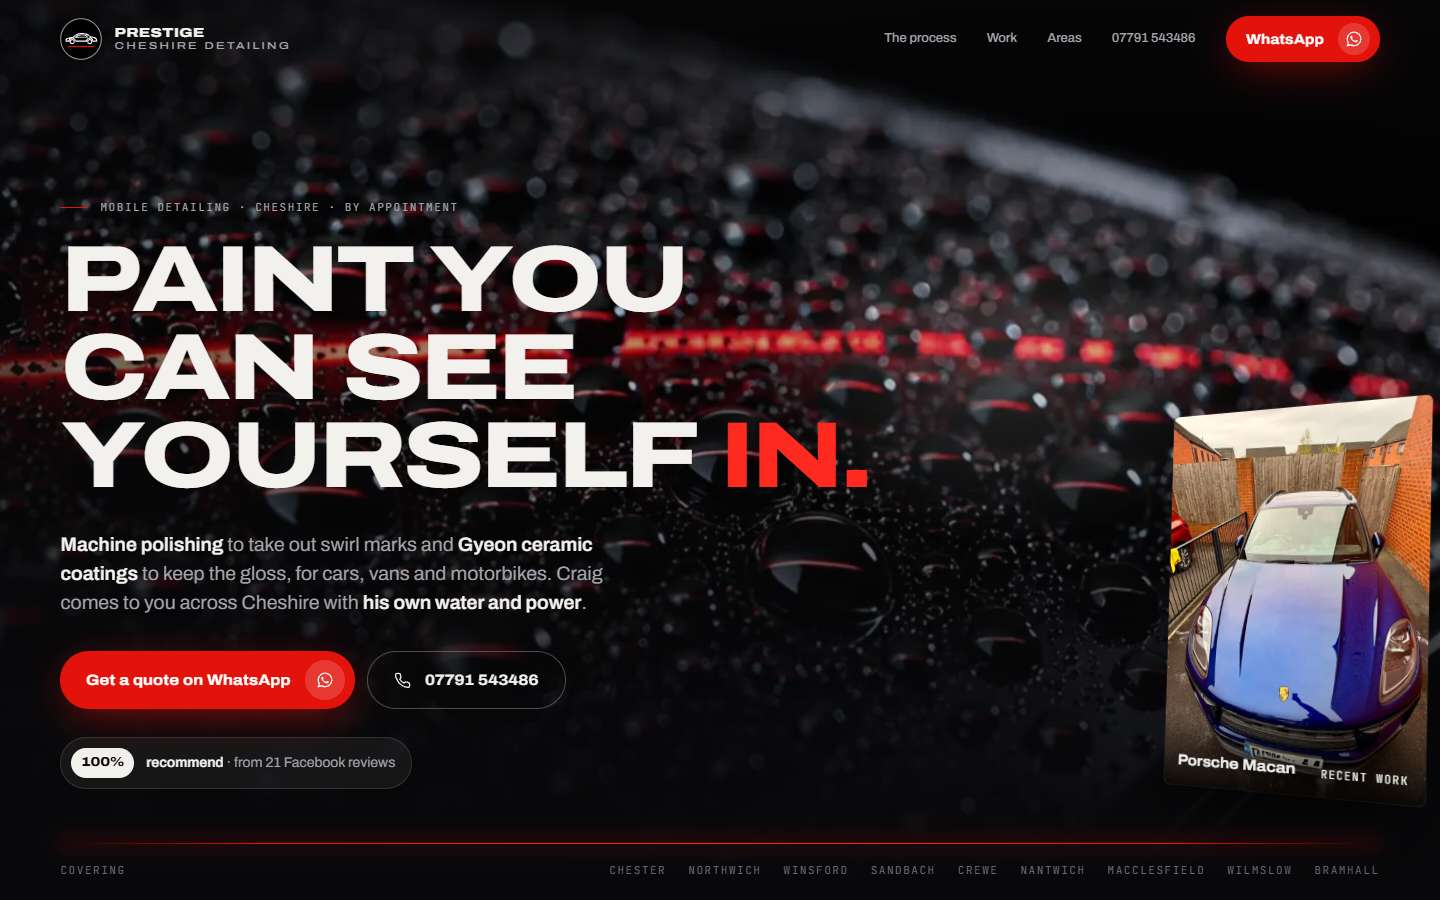 PRESTIGE
CHESHIRE DETAILING
The process
Work
Areas
07791 543486
WhatsApp
MOBILE DETAILING · CHESHIRE · BY APPOINTMENT
PAINT YOU
CAN SEE
YOURSELF IN.
Machine polishing to take out swirl marks and Gyeon ceramic
coatings to keep the gloss, for cars, vans and motorbikes. Craig
comes to you across Cheshire with his own water and power.
Get a quote on WhatsApp
07791 543486
100% recommend · from 21 Facebook reviews
Porsche Macan
RECENT WORK
COVERING
CHESTER NORTHWICH WINSFORD SANDBACH CREWE NANTWICH MACCLESFIELD WILMSLOW BRAMHALL